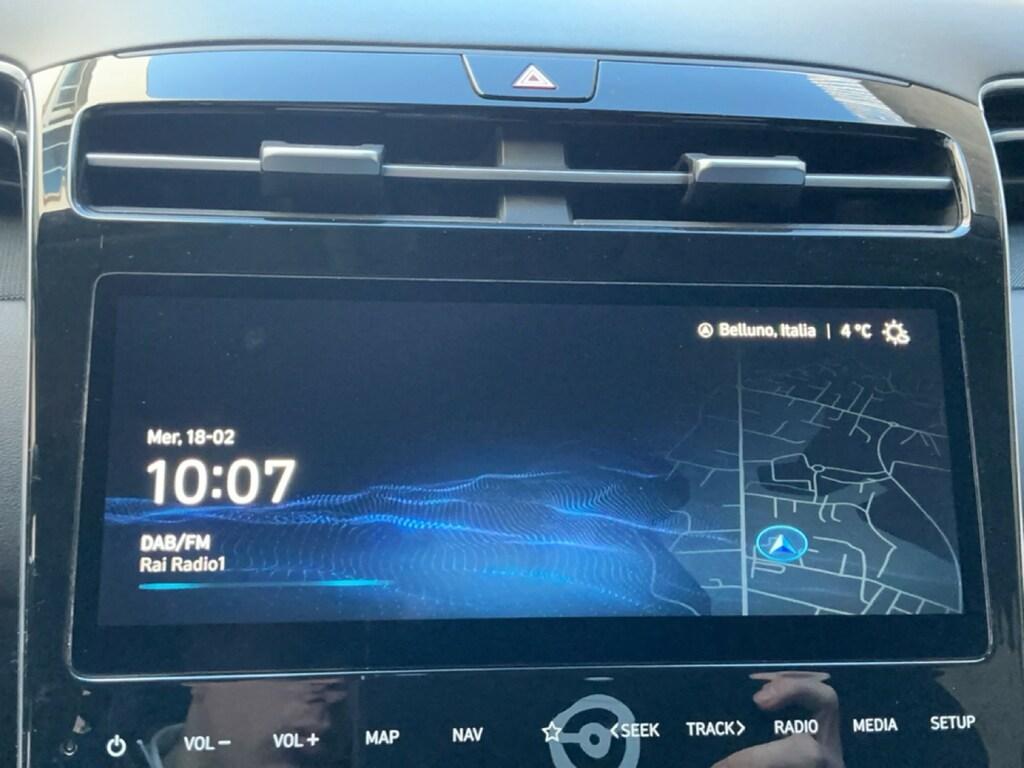 Belluno, Italia | 4 °C
Mer, 18-02
10:07
DAB/FM
Rai Radio1
VOL− VOL+ MAP NAV ☆ <SEEK TRACK> RADIO MEDIA SETUP